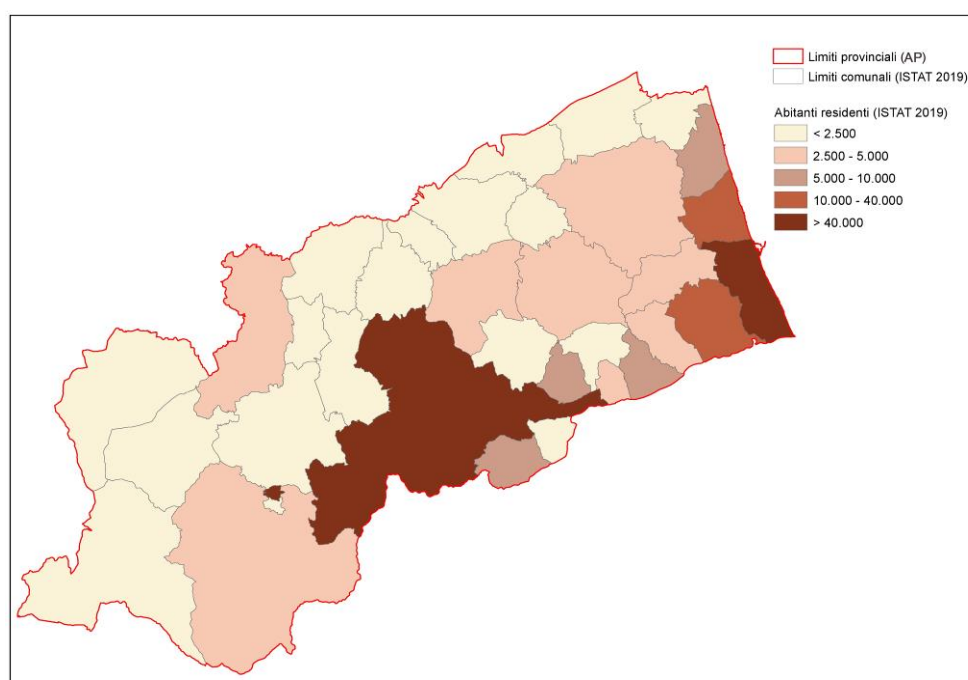 Limiti provinciali (AP)
Limiti comunali (ISTAT 2019)
Abitanti residenti (ISTAT 2019)
< 2.500
2.500 - 5.000
5.000 - 10.000
10.000 - 40.000
> 40.000